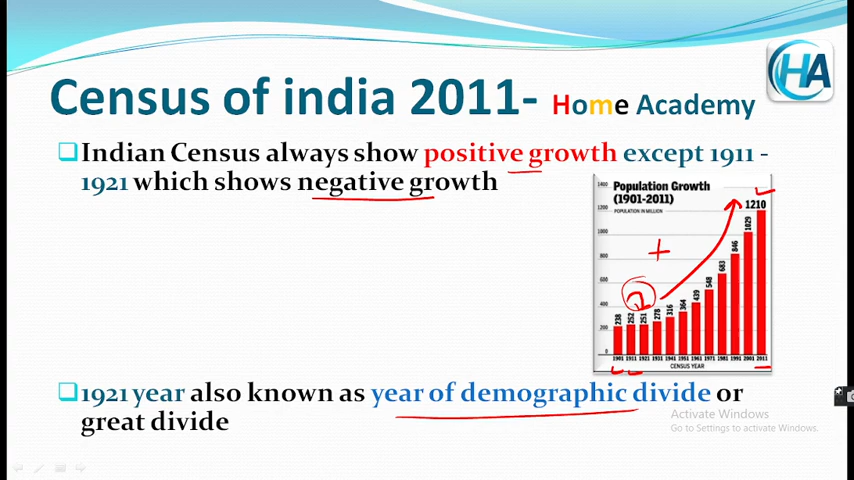 Census of india 2011- Home Academy
HA
Indian Census always show positive growth except 1911 -
1921 which shows negative growth
Population Growth
(1901-2011)
POPULATION IN MILLION
1400
1200
1000
800
600
400
200
0
238 252 251 278 316 364 439 548 683 846 1029 1210
1901 1911 1921 1931 1941 1951 1961 1971 1981 1991 2001 2011
CENSUS YEAR
+
1921 year also known as year of demographic divide or
great divide
Activate Windows
Go to Settings to activate Windows.